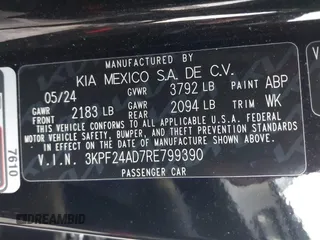 MANUFACTURED BY
KIA MEXICO S.A. DE C.V.
05/24 GVWR 3792 LB PAINT ABP
GAWR FRONT 2183 LB GAWR REAR 2094 LB TRIM WK
THIS VEHICLE CONFORMS TO ALL APPLICABLE U.S.A. FEDERAL
MOTOR VEHICLE SAFETY, BUMPER, AND THEFT PREVENTION
STANDARDS IN EFFECT ON THE DATE OF MANUFACTURE SHOWN ABOVE.
V.I.N. 3KPF24AD7RE799390
PASSENGER CAR
7610
DREAMBID